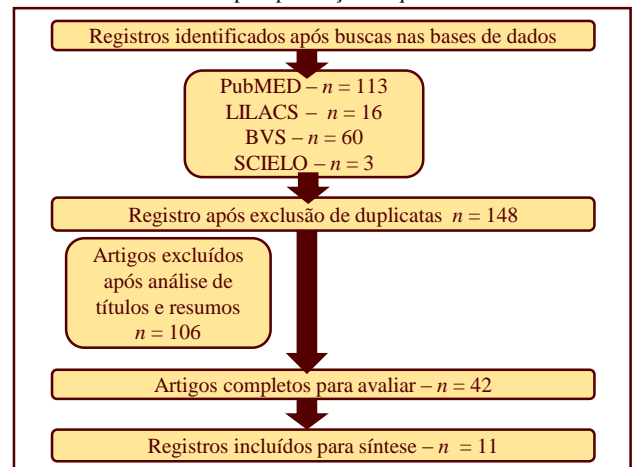 Registros identificados após buscas nas bases de dados
PubMED – n = 113
LILACS – n = 16
BVS – n = 60
SCIELO – n = 3
Registro após exclusão de duplicatas n = 148
Artigos excluídos
após análise de
títulos e resumos
n = 106
Artigos completos para avaliar – n = 42
Registros incluídos para síntese – n = 11